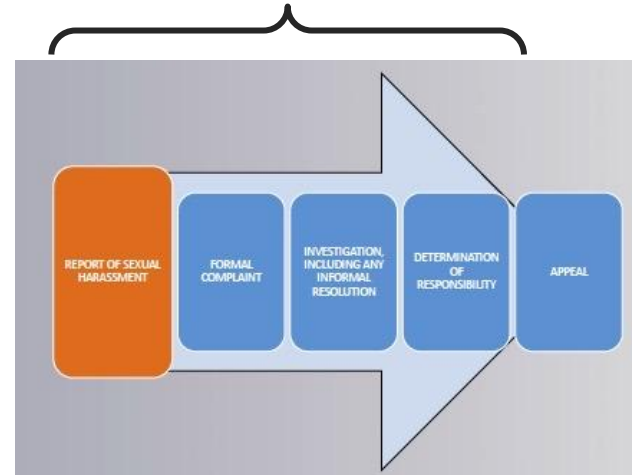 REPORT OF SEXUAL
HARASSMENT
FORMAL
COMPLAINT
INVESTIGATION,
INCLUDING ANY
INFORMAL
RESOLUTION
DETERMINATION
OF
RESPONSIBILITY
APPEAL